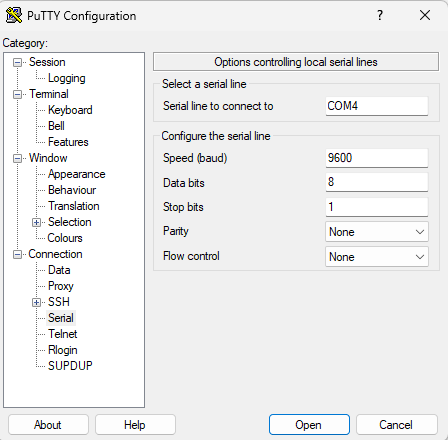 PuTTY Configuration
?
Category:
Session
Logging
Terminal
Keyboard
Bell
Features
Window
Appearance
Behaviour
Translation
Selection
Colours
Connection
Data
Proxy
SSH
Serial
Telnet
Rlogin
SUPDUP
Options controlling local serial lines
Select a serial line
Serial line to connect to COM4
Configure the serial line
Speed (baud) 9600
Data bits 8
Stop bits 1
Parity None
Flow control None
About Help Open Cancel